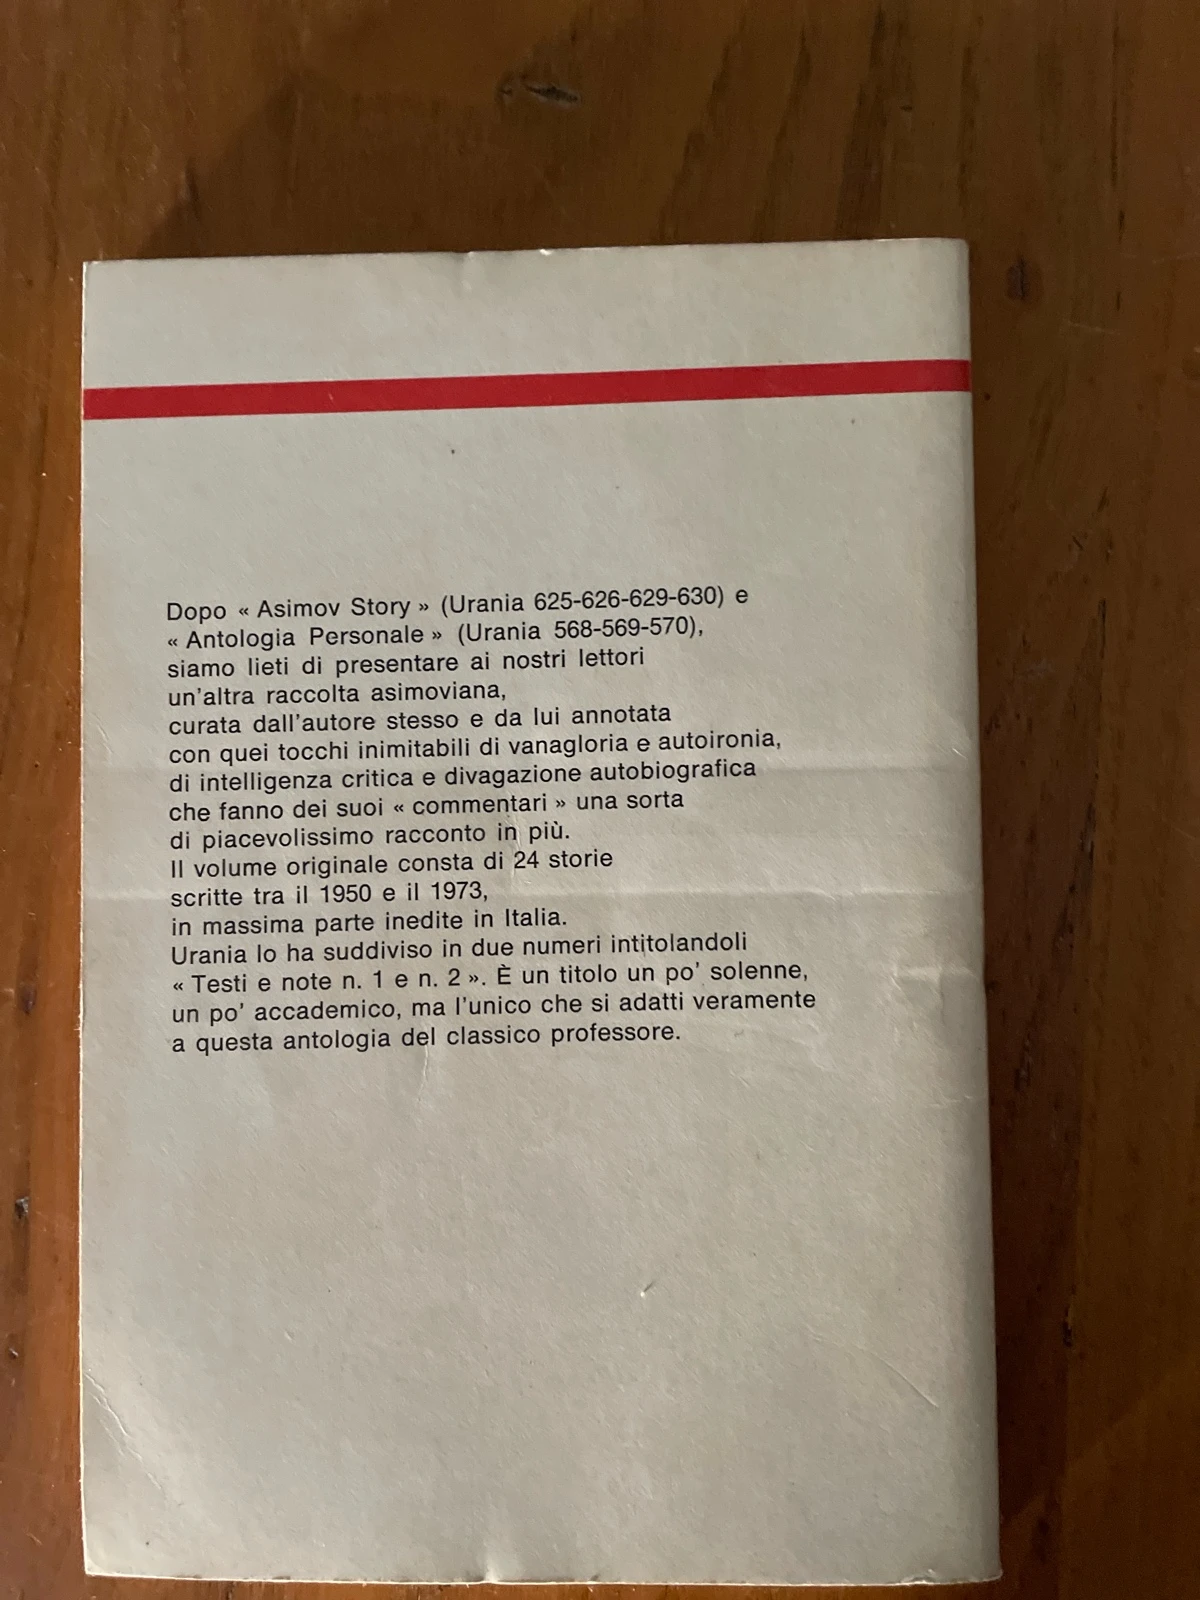 Dopo « Asimov Story » (Urania 625-626-629-630) e
« Antologia Personale » (Urania 568-569-570),
siamo lieti di presentare ai nostri lettori
un'altra raccolta asimoviana,
curata dall'autore stesso e da lui annotata
con quei tocchi inimitabili di vanagloria e autoironia,
di intelligenza critica e divagazione autobiografica
che fanno dei suoi « commentari » una sorta
di piacevolissimo racconto in più.
Il volume originale consta di 24 storie
scritte tra il 1950 e il 1973,
in massima parte inedite in Italia.
Urania lo ha suddiviso in due numeri intitolandoli
« Testi e note n. 1 e n. 2 ». È un titolo un po' solenne,
un po' accademico, ma l'unico che si adatti veramente
a questa antologia del classico professore.